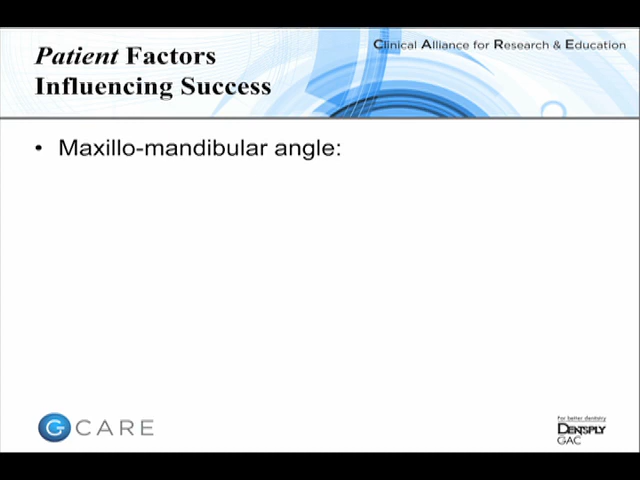 Clinical Alliance for Research & Education
Patient Factors
Influencing Success
• Maxillo-mandibular angle:
G CARE
For better dentistry
DENTSPLY
GAC